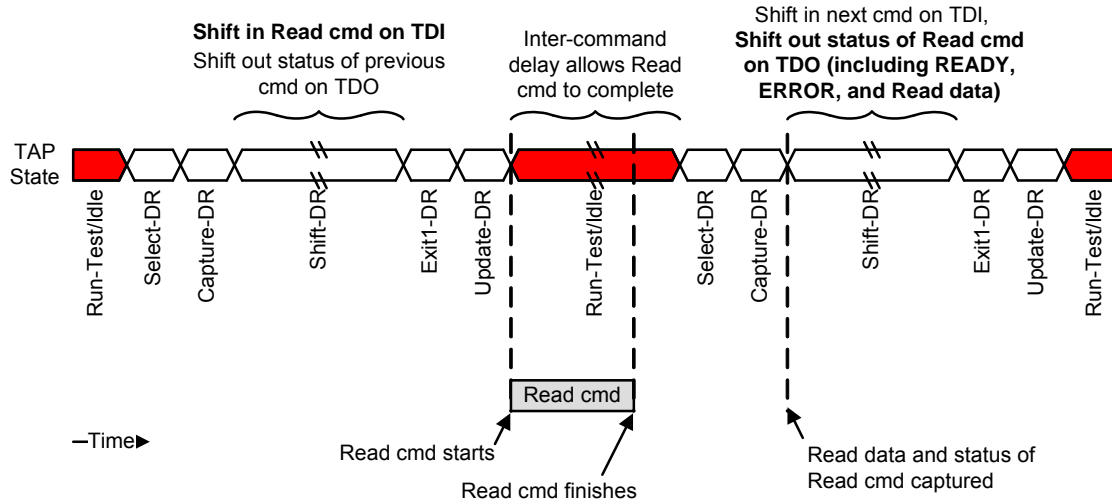 Shift in Read cmd on TDI
Shift out status of previous
cmd on TDO
Inter-command
delay allows Read
cmd to complete
Shift in next cmd on TDI,
Shift out status of Read cmd
on TDO (including READY,
ERROR, and Read data)
TAP
State
Run-Test/Idle
Select-DR
Capture-DR
Shift-DR
Exit1-DR
Update-DR
Run-Test/Idle
Select-DR
Capture-DR
Shift-DR
Exit1-DR
Update-DR
Run-Test/Idle
Read cmd
Time
Read cmd starts
Read cmd finishes
Read data and status of
Read cmd captured